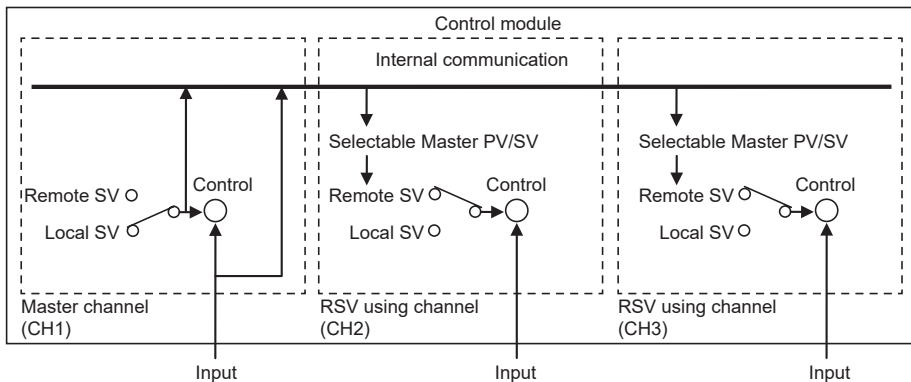 Control module
Internal communication
Selectable Master PV/SV
Selectable Master PV/SV
Remote SV
Control
Local SV
Remote SV
Control
Local SV
Remote SV
Control
Local SV
Master channel
(CH1)
RSV using channel
(CH2)
RSV using channel
(CH3)
Input
Input
Input